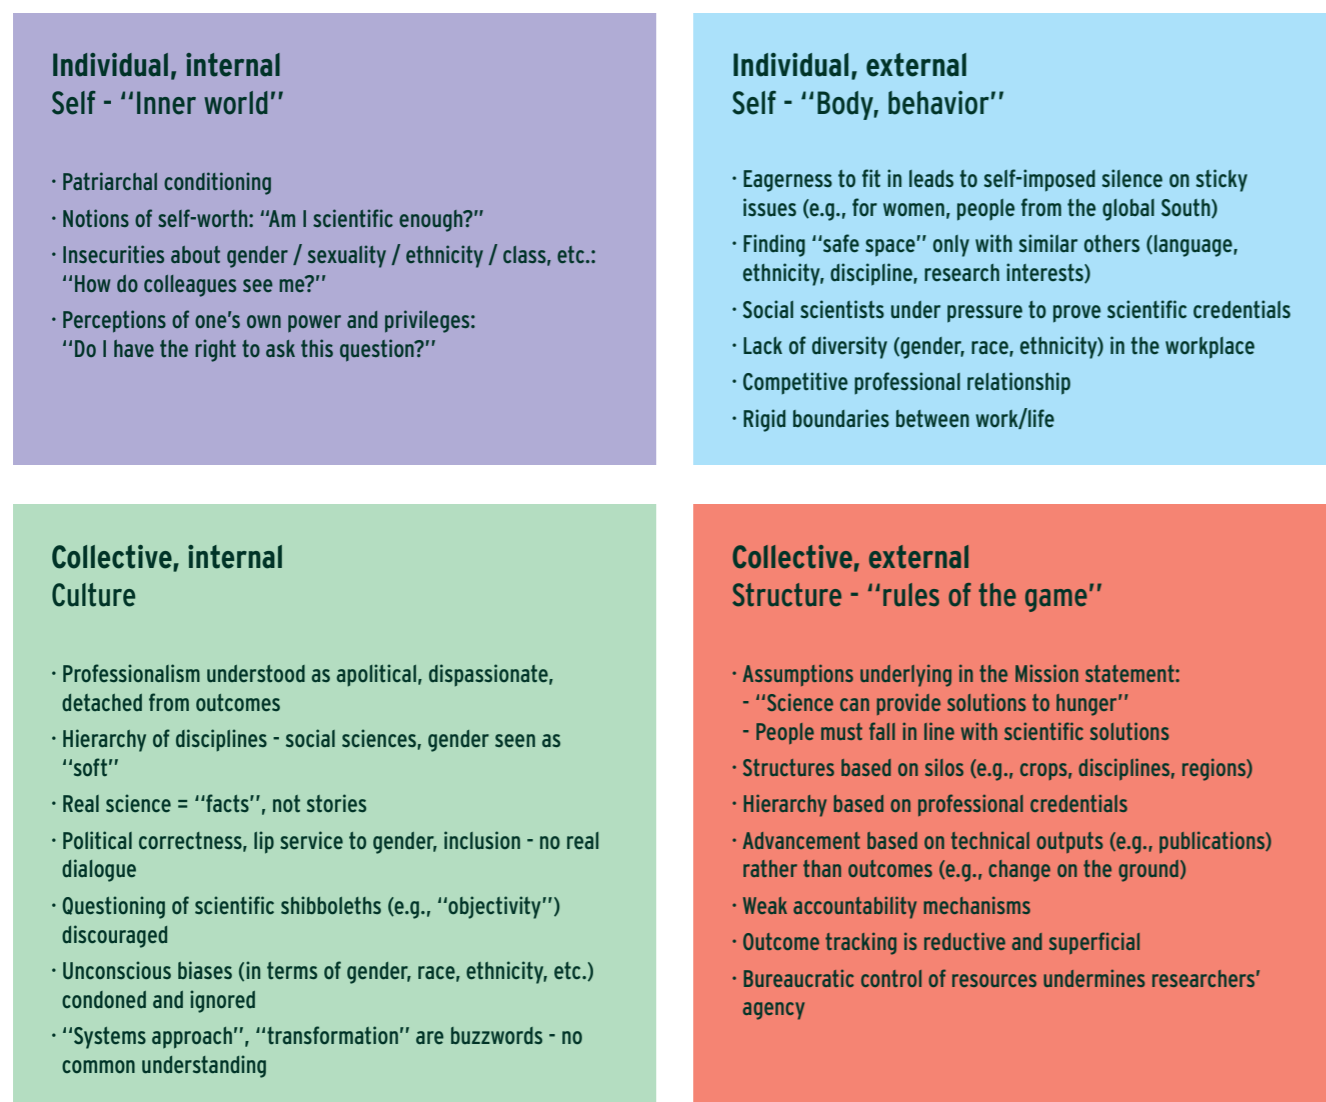 Individual, internal
Self - “Inner world”
· Patriarchal conditioning
· Notions of self-worth: “Am I scientific enough?”
· Insecurities about gender / sexuality / ethnicity / class, etc.:
“How do colleagues see me?”
· Perceptions of one’s own power and privileges:
“Do I have the right to ask this question?”
Individual, external
Self - “Body, behavior”
· Eagerness to fit in leads to self-imposed silence on sticky
issues (e.g., for women, people from the global South)
· Finding “safe space” only with similar others (language,
ethnicity, discipline, research interests)
· Social scientists under pressure to prove scientific credentials
· Lack of diversity (gender, race, ethnicity) in the workplace
· Competitive professional relationship
· Rigid boundaries between work/life
Collective, internal
Culture
· Professionalism understood as apolitical, dispassionate,
detached from outcomes
· Hierarchy of disciplines - social sciences, gender seen as
“soft”
· Real science = “facts”, not stories
· Political correctness, lip service to gender, inclusion - no real
dialogue
· Questioning of scientific shibboleths (e.g., “objectivity”)
discouraged
· Unconscious biases (in terms of gender, race, ethnicity, etc.)
condoned and ignored
· “Systems approach”, “transformation” are buzzwords - no
common understanding
Collective, external
Structure - “rules of the game”
· Assumptions underlying in the Mission statement:
- “Science can provide solutions to hunger”
- People must fall in line with scientific solutions
· Structures based on silos (e.g., crops, disciplines, regions)
· Hierarchy based on professional credentials
· Advancement based on technical outputs (e.g., publications)
rather than outcomes (e.g., change on the ground)
· Weak accountability mechanisms
· Outcome tracking is reductive and superficial
· Bureaucratic control of resources undermines researchers’
agency